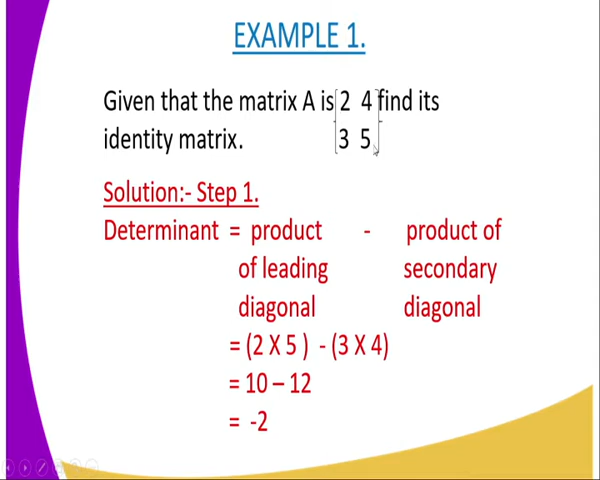 EXAMPLE 1.
Given that the matrix A is 2 4 find its
identity matrix. 3 5
Solution:- Step 1.
Determinant = product - product of
of leading secondary
diagonal diagonal
= (2 X 5 ) - (3 X 4)
= 10 – 12
= -2